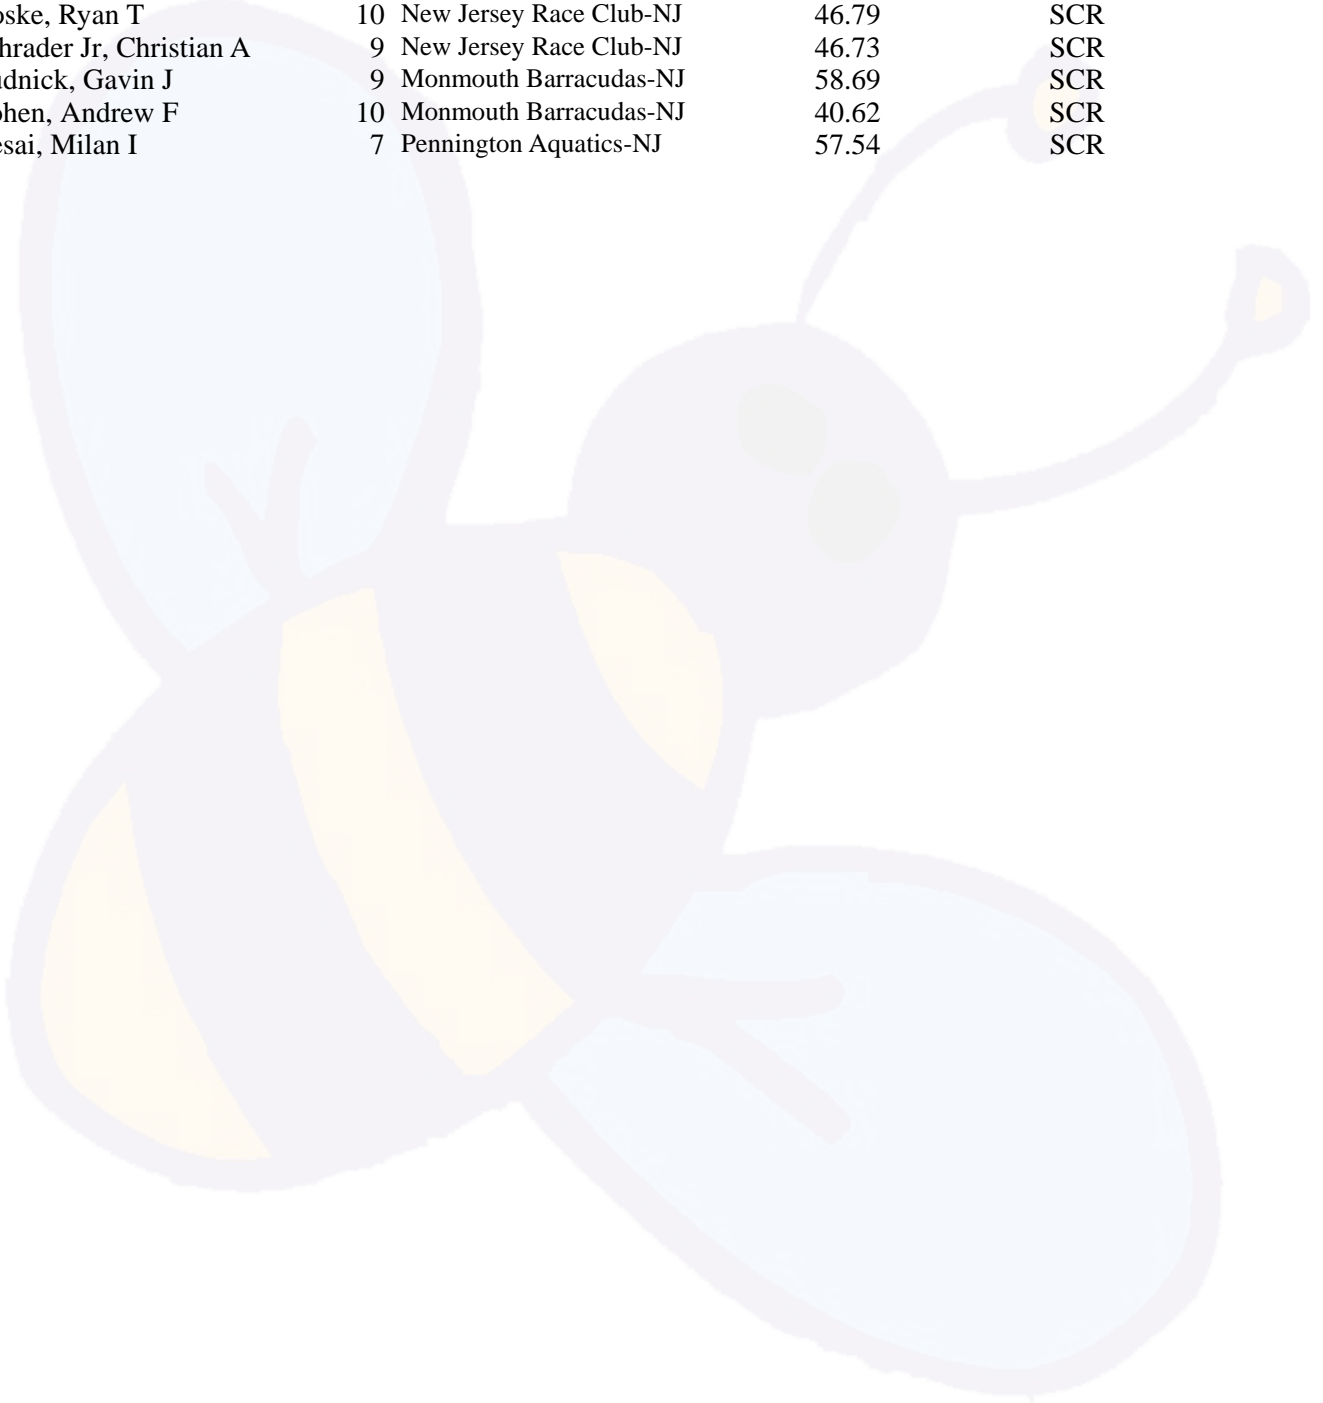 oske, Ryan T 10 New Jersey Race Club-NJ 46.79 SCR
hrader Jr, Christian A 9 New Jersey Race Club-NJ 46.73 SCR
udnick, Gavin J 9 Monmouth Barracudas-NJ 58.69 SCR
ohen, Andrew F 10 Monmouth Barracudas-NJ 40.62 SCR
esai, Milan I 7 Pennington Aquatics-NJ 57.54 SCR